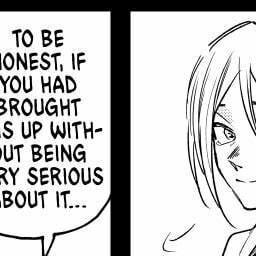 TO BE
HONEST, IF
YOU HAD
BROUGHT
UP WITH-
OUT BEING
SERIOUS
ABOUT IT...